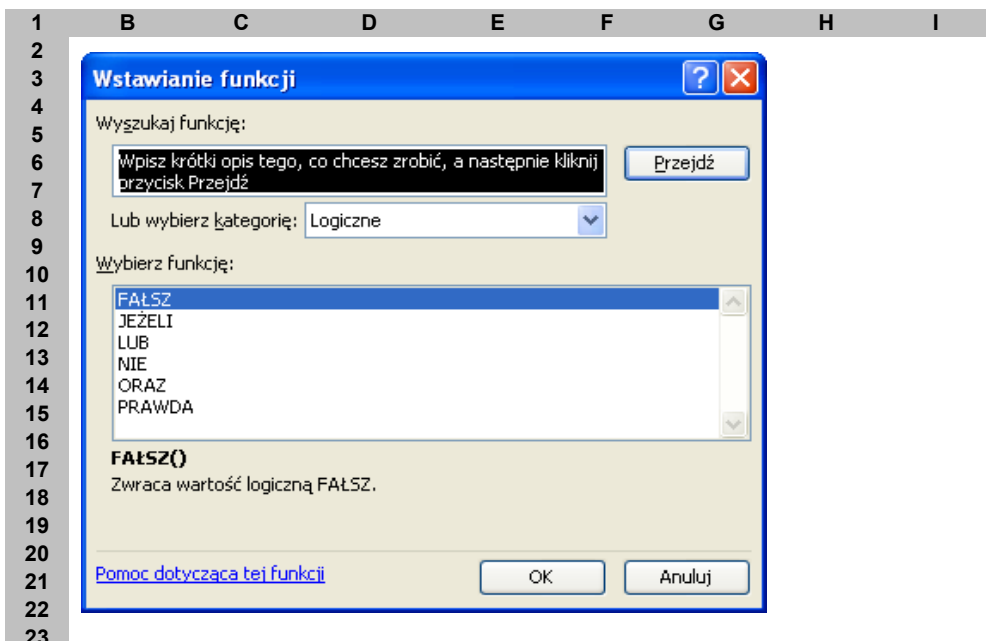 1 B C D E F G H I
2
3 Wstawianie funkcji
4
5 Wyszukaj funkcję:
6 Wpisz krótki opis tego, co chcesz zrobić, a następnie kliknij Przejdź
7 przycisk Przejdź
8 Lub wybierz kategorię: Logiczne
9
10 Wybierz funkcję:
11 FAŁSZ
12 JEŻELI
13 LUB
NIE
14 ORAZ
15 PRAWDA
16
17 FAŁSZ()
18 Zwraca wartość logiczną FAŁSZ.
19
20
21 Pomoc dotycząca tej funkcji OK Anuluj
22
23